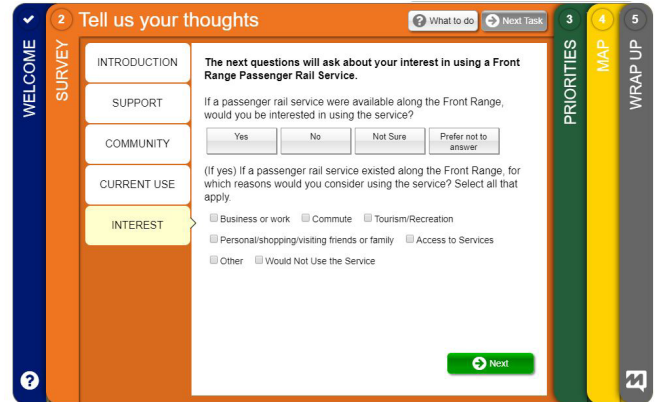 WELCOME
2
SURVEY
Tell us your thoughts
What to do
Next Task
INTRODUCTION
SUPPORT
COMMUNITY
CURRENT USE
INTEREST
The next questions will ask about your interest in using a Front
Range Passenger Rail Service.
If a passenger rail service were available along the Front Range,
would you be interested in using the service?
Yes
No
Not Sure
Prefer not to
answer
(If yes) If a passenger rail service existed along the Front Range, for
which reasons would you consider using the service? Select all that
apply.
Business or work Commute Tourism/Recreation
Personal/shopping/visiting friends or family Access to Services
Other Would Not Use the Service
Next
3
PRIORITIES
4
MAP
5
WRAP UP
?